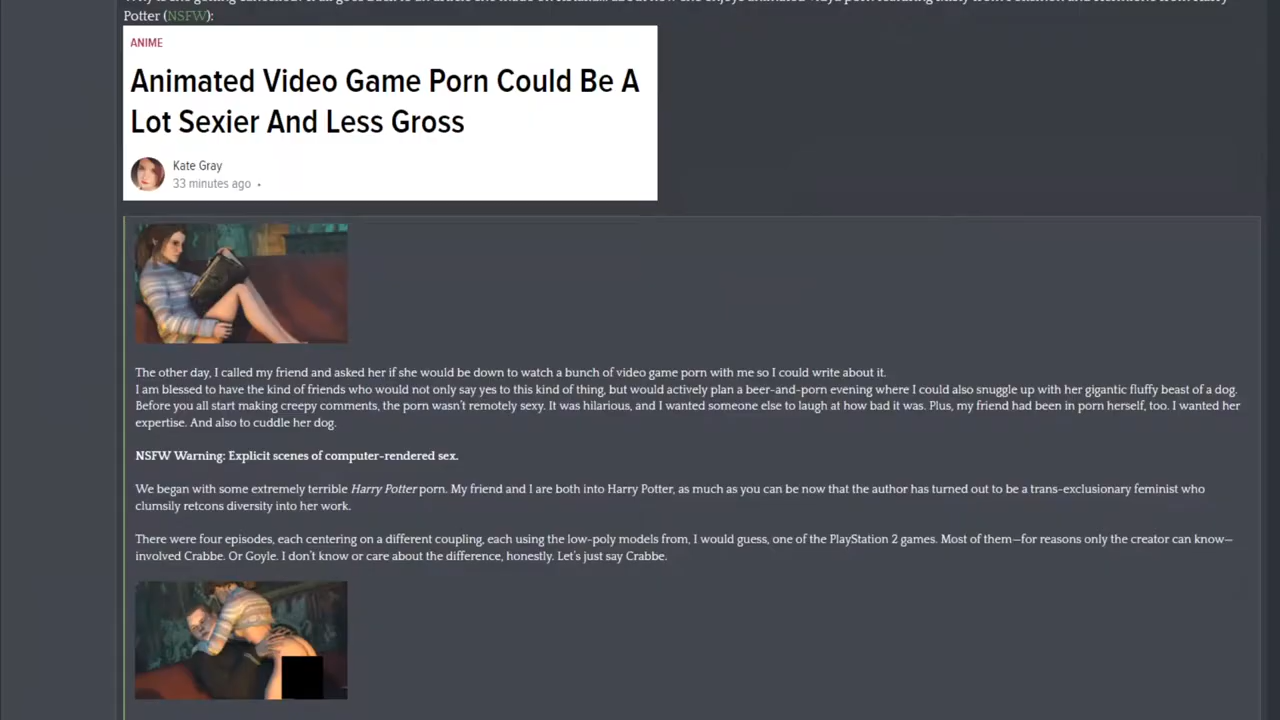 Potter (NSFW):
ANIME
Animated Video Game Porn Could Be A
Lot Sexier And Less Gross
Kate Gray
33 minutes ago •
The other day, I called my friend and asked her if she would be down to watch a bunch of video game porn with me so I could write about it.
I am blessed to have the kind of friends who would not only say yes to this kind of thing, but would actively plan a beer-and-porn evening where I could also snuggle up with her gigantic fluffy beast of a dog.
Before you all start making creepy comments, the porn wasn't remotely sexy. It was hilarious, and I wanted someone else to laugh at how bad it was. Plus, my friend had been in porn herself, too. I wanted her
expertise. And also to cuddle her dog.
NSFW Warning: Explicit scenes of computer-rendered sex.
We began with some extremely terrible Harry Potter porn. My friend and I are both into Harry Potter, as much as you can be now that the author has turned out to be a trans-exclusionary feminist who
clumsily retcons diversity into her work.
There were four episodes, each centering on a different coupling, each using the low-poly models from, I would guess, one of the PlayStation 2 games. Most of them—for reasons only the creator can know—
involved Crabbe. Or Goyle. I don't know or care about the difference, honestly. Let's just say Crabbe.